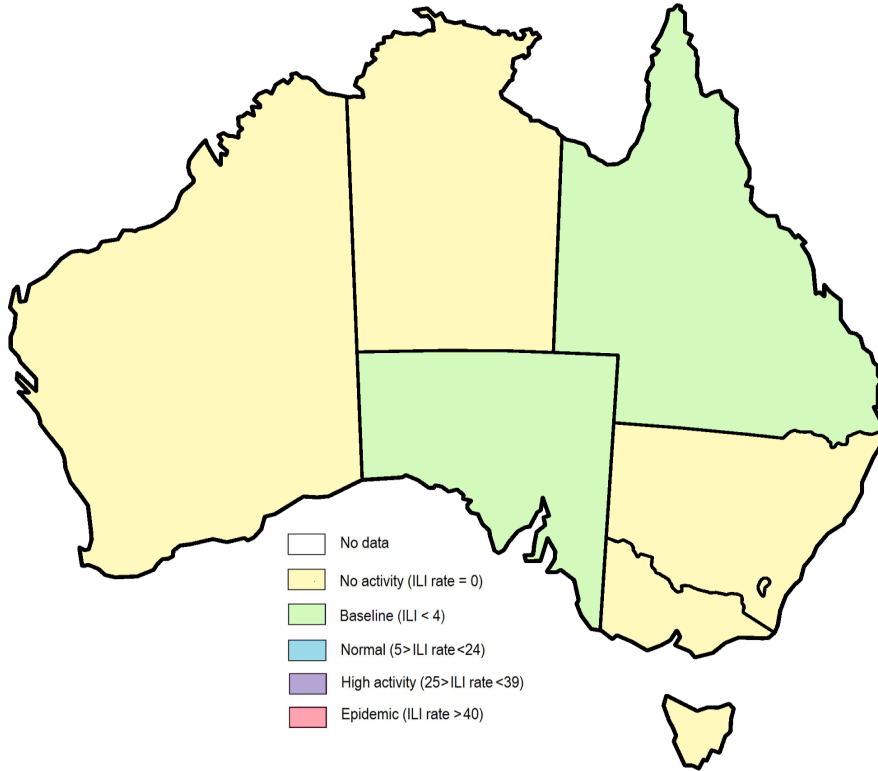 No data
No activity (ILI rate = 0)
Baseline (ILI < 4)
Normal (5>ILI rate<24)
High activity (25>ILI rate<39)
Epidemic (ILI rate >40)